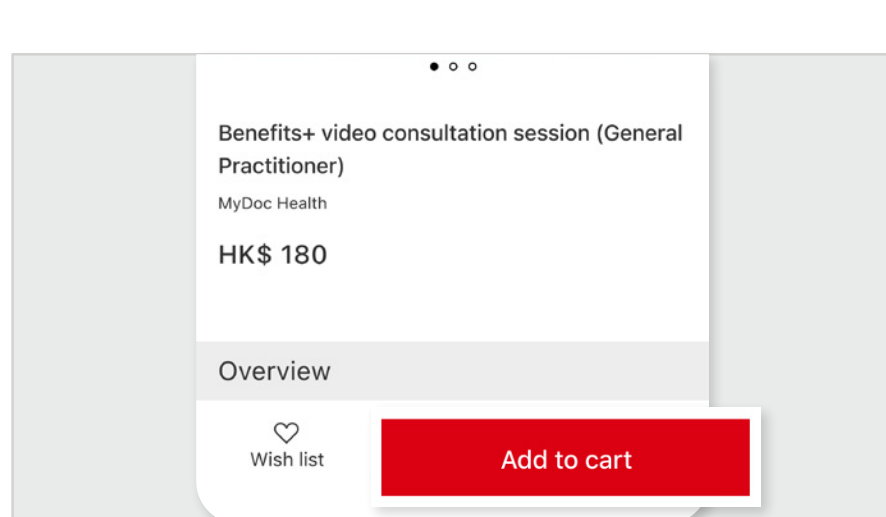 Benefits+ video consultation session (General
Practitioner)
MyDoc Health
HK$ 180
Overview
Wish list
Add to cart